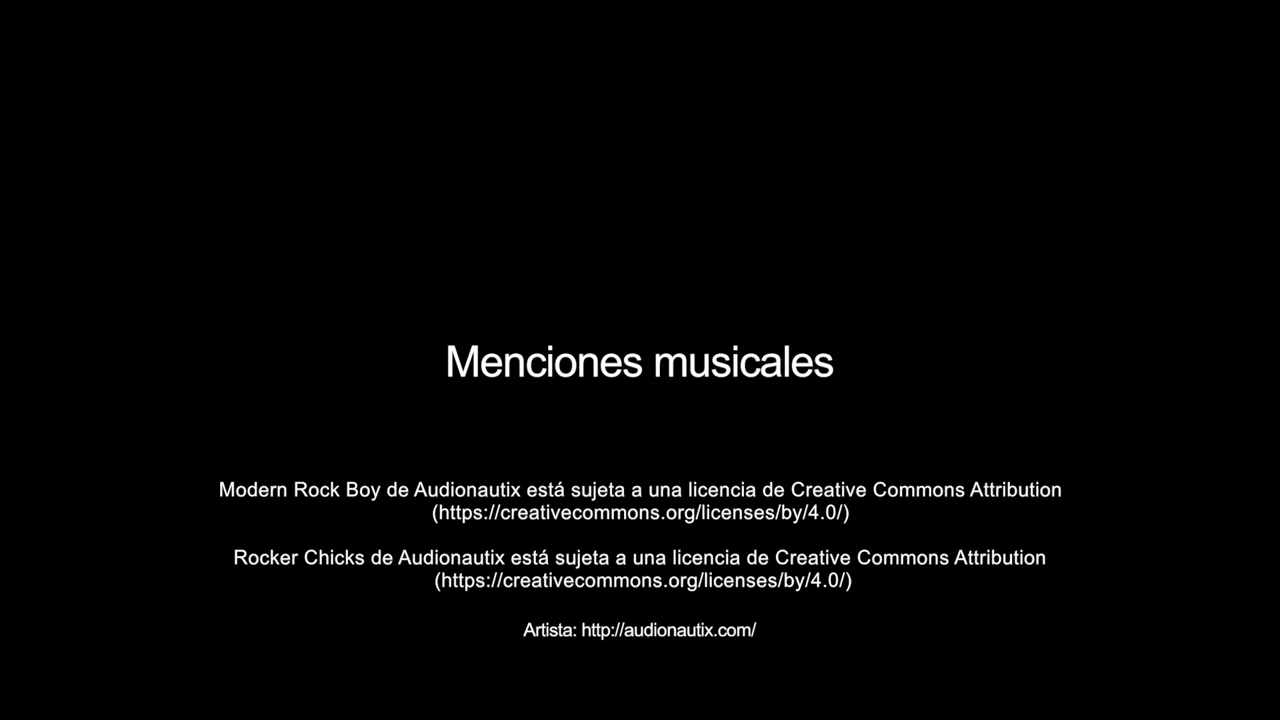 Menciones musicales
Modern Rock Boy de Audionautix está sujeta a una licencia de Creative Commons Attribution
(https://creativecommons.org/licenses/by/4.0/)
Rocker Chicks de Audionautix está sujeta a una licencia de Creative Commons Attribution
(https://creativecommons.org/licenses/by/4.0/)
Artista: http://audionautix.com/